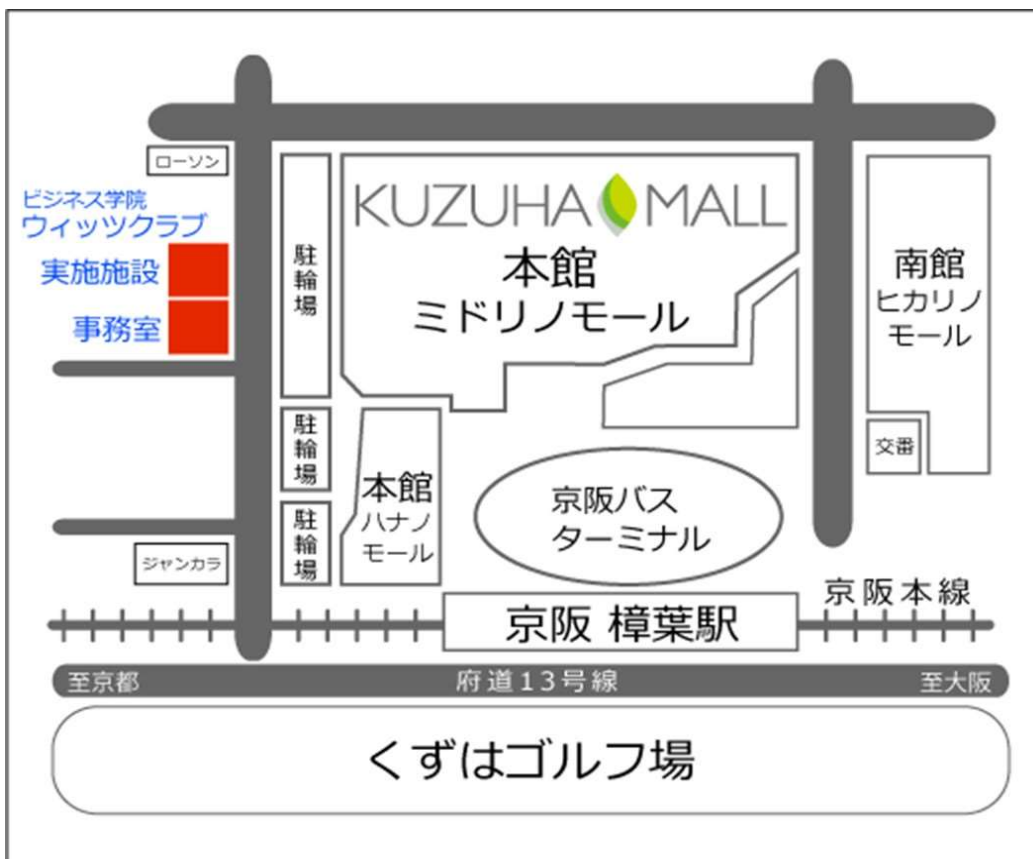 ローソン
ビジネス学院
ウィッツクラブ
実施施設
事務室
駐輪場
KUZUHA MALL
本館
ミドリノモール
南館
ヒカリノ
モール
駐輪場
本館
ハナノ
モール
京阪バス
ターミナル
交番
駐輪場
ジャンカラ
京阪本線
京阪 樟葉駅
至京都
府道13号線
至大阪
くずはゴルフ場